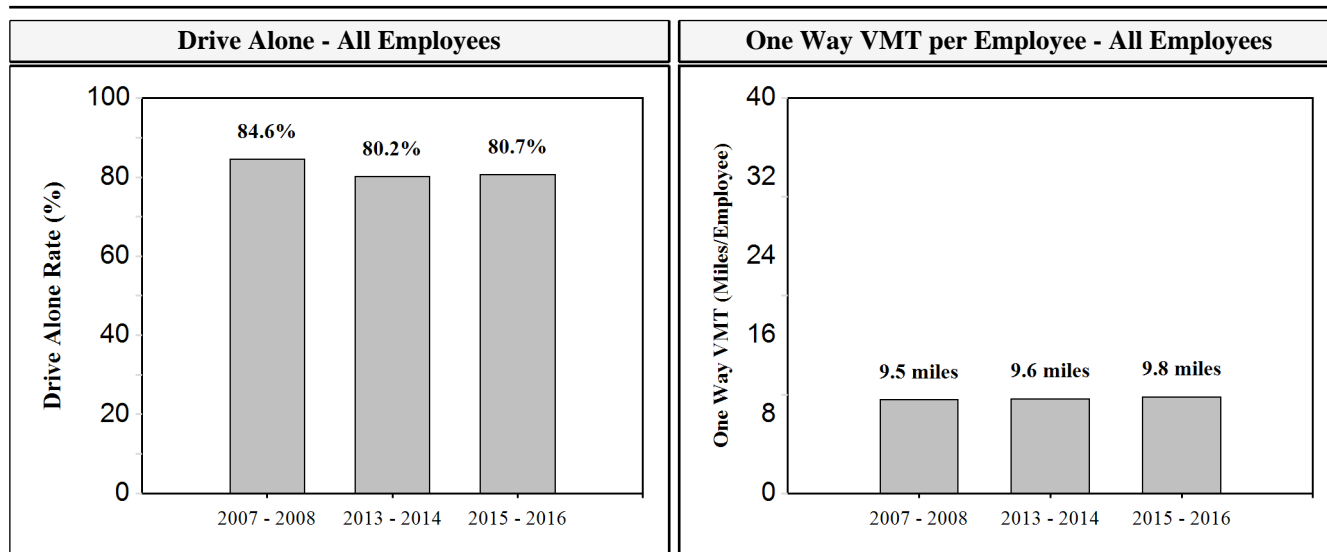 Drive Alone - All Employees
Drive Alone Rate (%)
100
80
60
40
20
0
84.6%
80.2%
80.7%
2007 - 2008
2013 - 2014
2015 - 2016
One Way VMT per Employee - All Employees
One Way VMT (Miles/Employee)
40
32
24
16
8
0
9.5 miles
9.6 miles
9.8 miles
2007 - 2008
2013 - 2014
2015 - 2016